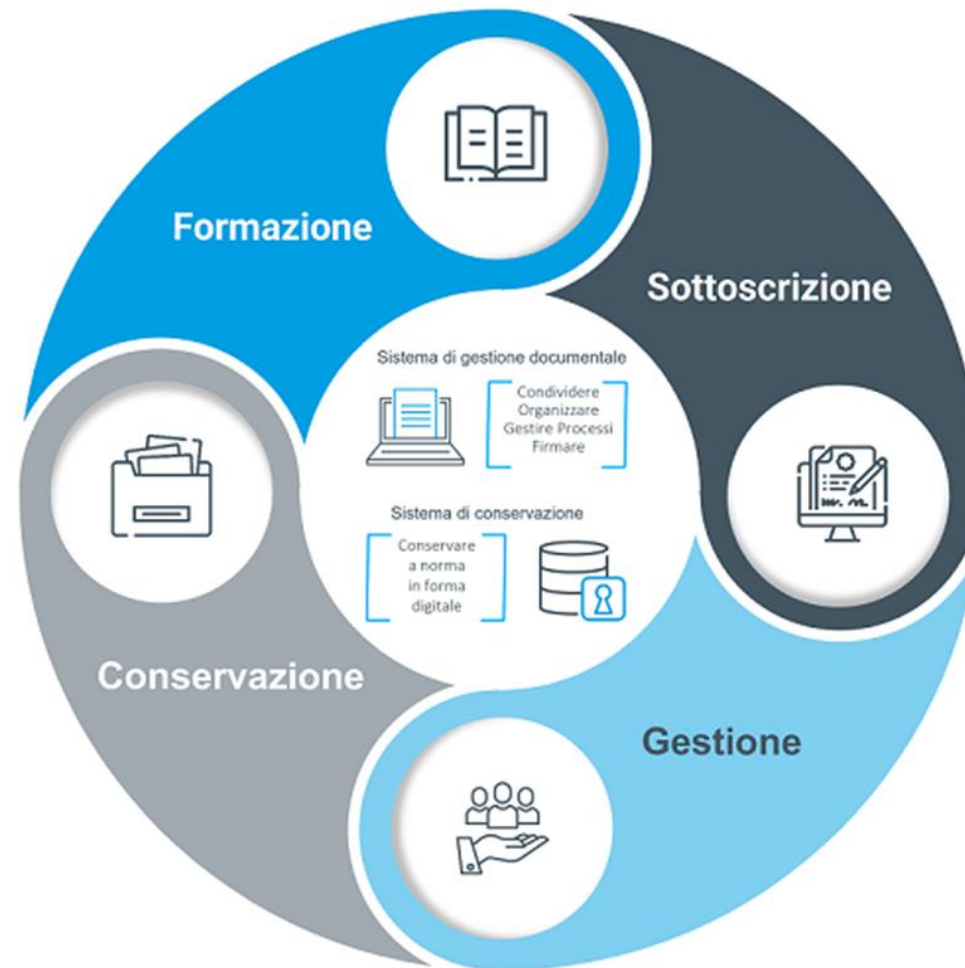 Formazione
Sottoscrizione
Sistema di gestione documentale
Condividere
Organizzare
Gestire Processi
Firmare
Sistema di conservazione
Conservare
a norma
in forma
digitale
Conservazione
Gestione